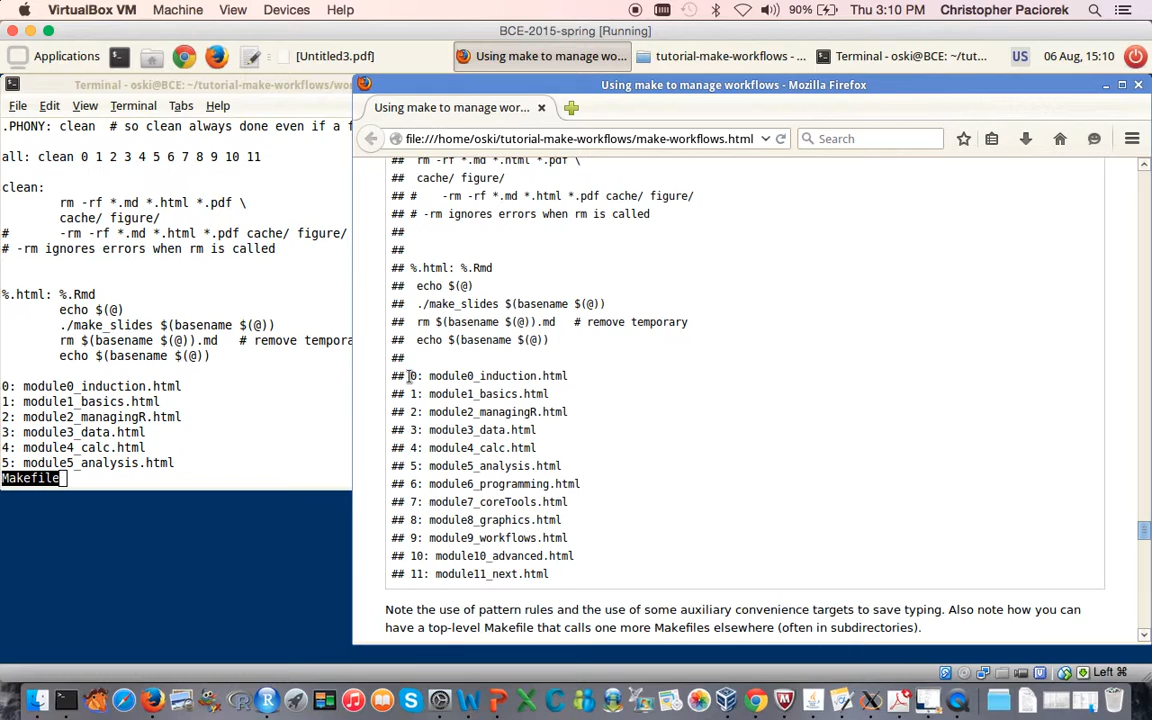 VirtualBox VM Machine View Devices Help 90% Thu 3:10 PM Christopher Paciorek
BCE-2015-spring [Running]
Applications [Untitled3.pdf] Using make to manage wo... tutorial-make-workflows - ... Terminal - oski@BCE: ~/tut... US 06 Aug, 15:10
Terminal - oski@BCE: ~/tutorial-make-workflows/wo
File Edit View Terminal Tabs Help
.PHONY: clean # so clean always done even if a f
all: clean 0 1 2 3 4 5 6 7 8 9 10 11
clean:
rm -rf *.md *.html *.pdf \
cache/ figure/
# -rm -rf *.md *.html *.pdf cache/ figure/
# -rm ignores errors when rm is called
%.html: %.Rmd
echo $(@)
./make_slides $(basename $(@))
rm $(basename $(@)).md # remove tempora
echo $(basename $(@))
0: module0_induction.html
1: module1_basics.html
2: module2_managingR.html
3: module3_data.html
4: module4_calc.html
5: module5_analysis.html
Makefile
Using make to manage workflows - Mozilla Firefox
Using make to manage wor...
file:///home/oski/tutorial-make-workflows/make-workflows.html Search
## rm -rf *.md *.html *.pdf \
## cache/ figure/
## # -rm -rf *.md *.html *.pdf cache/ figure/
## # -rm ignores errors when rm is called
##
##
## %.html: %.Rmd
## echo $(@)
## ./make_slides $(basename $(@))
## rm $(basename $(@)).md # remove temporary
## echo $(basename $(@))
##
## 0: module0_induction.html
## 1: module1_basics.html
## 2: module2_managingR.html
## 3: module3_data.html
## 4: module4_calc.html
## 5: module5_analysis.html
## 6: module6_programming.html
## 7: module7_coreTools.html
## 8: module8_graphics.html
## 9: module9_workflows.html
## 10: module10_advanced.html
## 11: module11_next.html
Note the use of pattern rules and the use of some auxiliary convenience targets to save typing. Also note how you can
have a top-level Makefile that calls one more Makefiles elsewhere (often in subdirectories).
Left ⌘